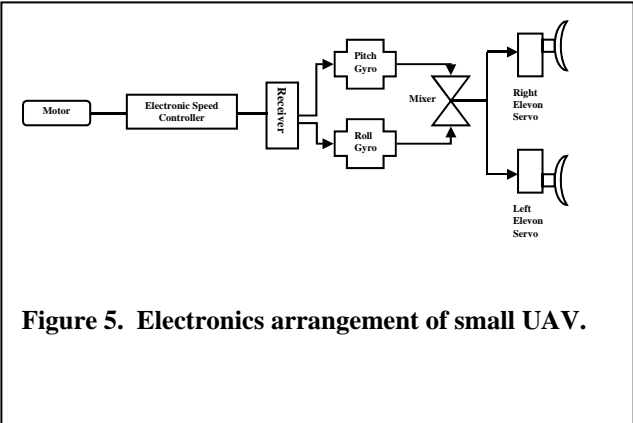 Motor
Electronic Speed
Controller
Receiver
Pitch
Gyro
Roll
Gyro
Mixer
Right
Elevon
Servo
Left
Elevon
Servo
Figure 5. Electronics arrangement of small UAV.